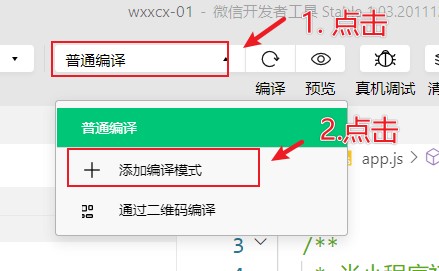 wxxcx-01 - 微信开发者工具 Stable 1.03.20111
1. 点击
普通编译
编译 预览 真机调试 清
普通编译
2.点击
添加编译模式
app.js
通过二维码编译
3 /**